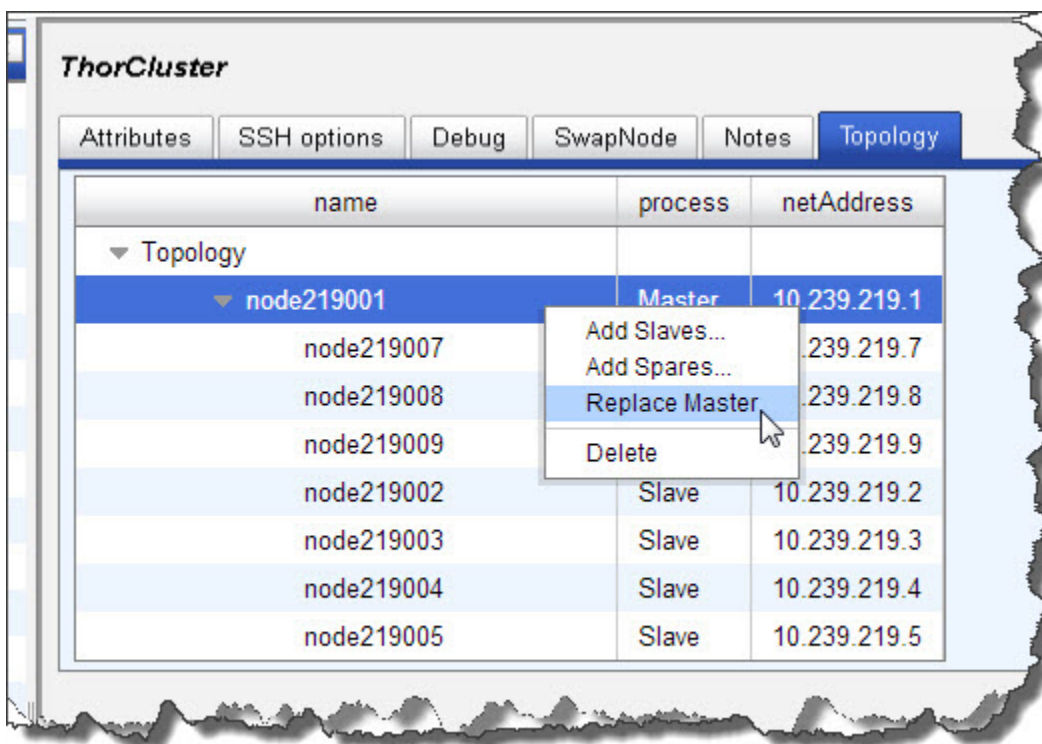 ThorCluster
Attributes SSH options Debug SwapNode Notes Topology
name process netAddress
Topology
node219001 Master 10.239.219.1
Add Slaves...
node219007 .239.219.7
Add Spares...
node219008 .239.219.8
Replace Master
node219009 .239.219.9
Delete
node219002 Slave 10.239.219.2
node219003 Slave 10.239.219.3
node219004 Slave 10.239.219.4
node219005 Slave 10.239.219.5